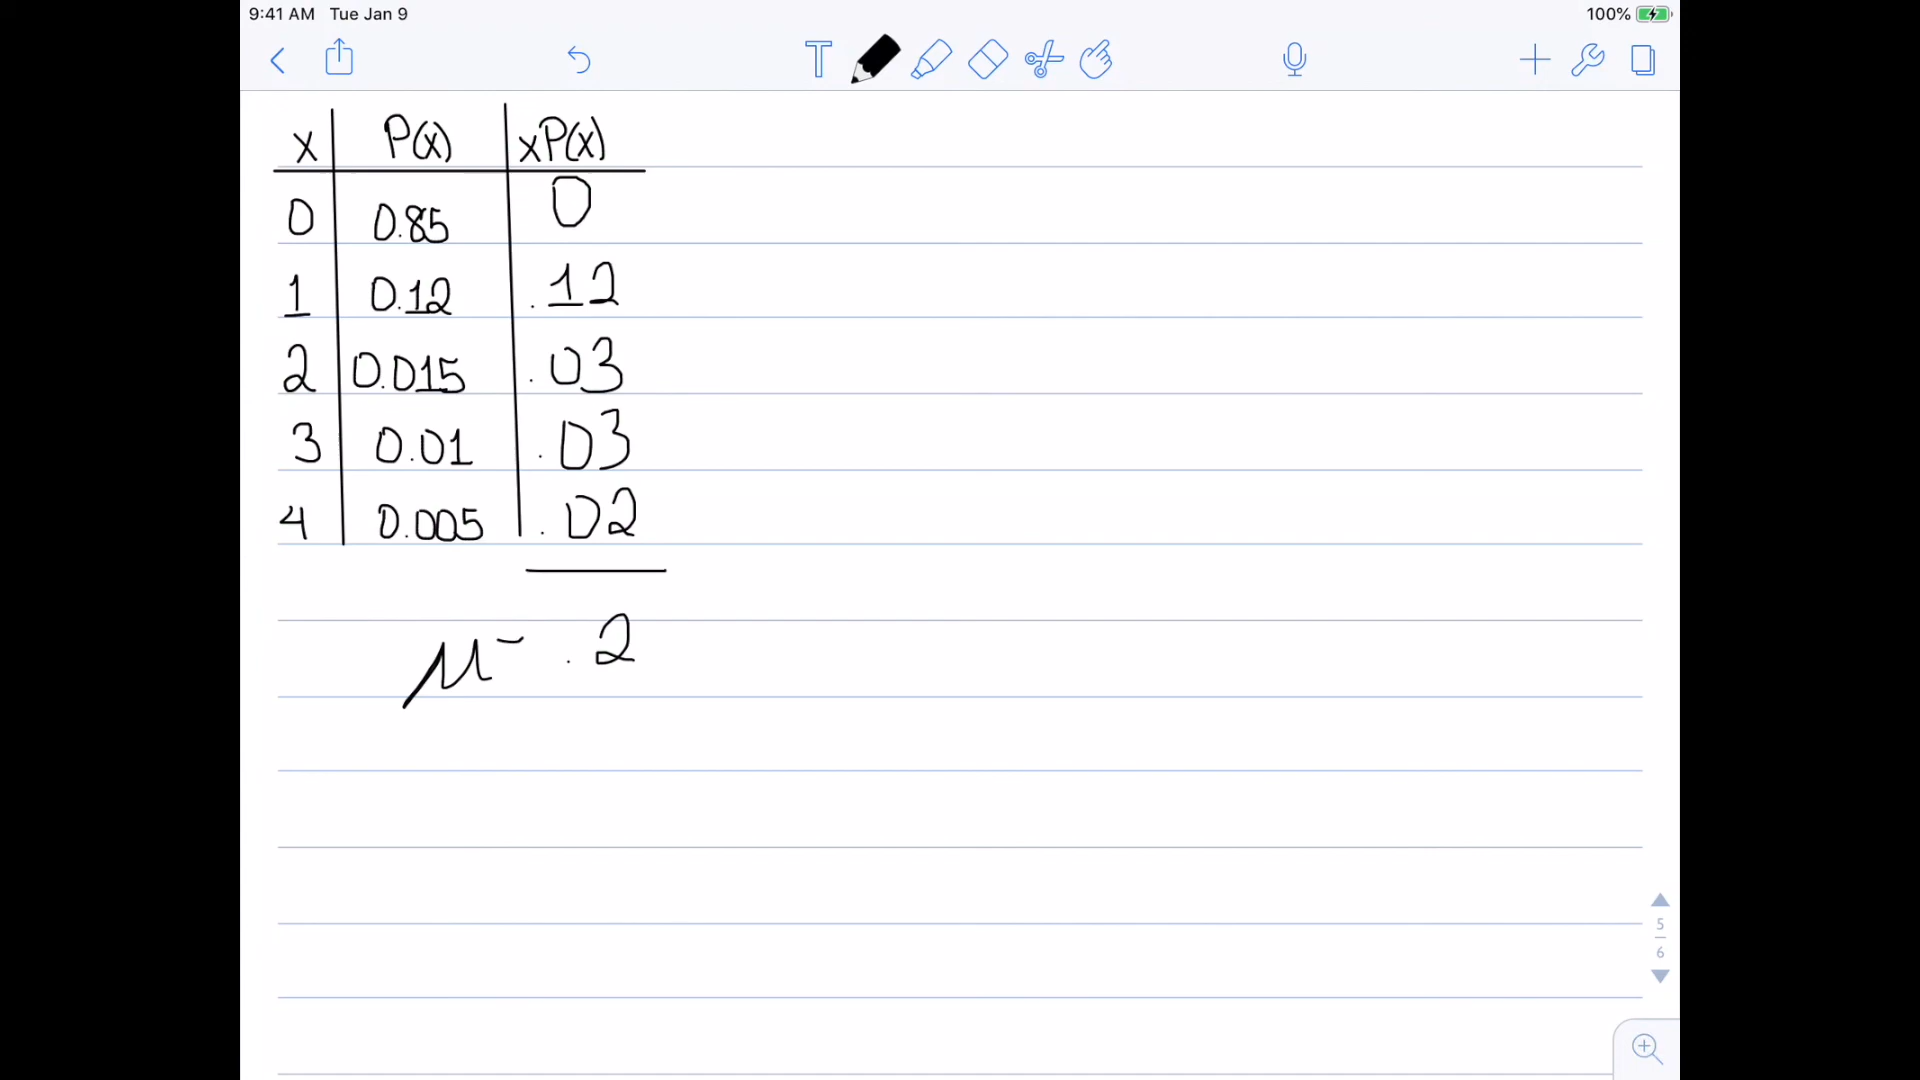 9:41 AM Tue Jan 9 100%
T
x P(x) xP(x)
0 0.85 0
1 0.12 .12
2 0.015 .03
3 0.01 .03
4 0.005 .02
μ - .2
5
6